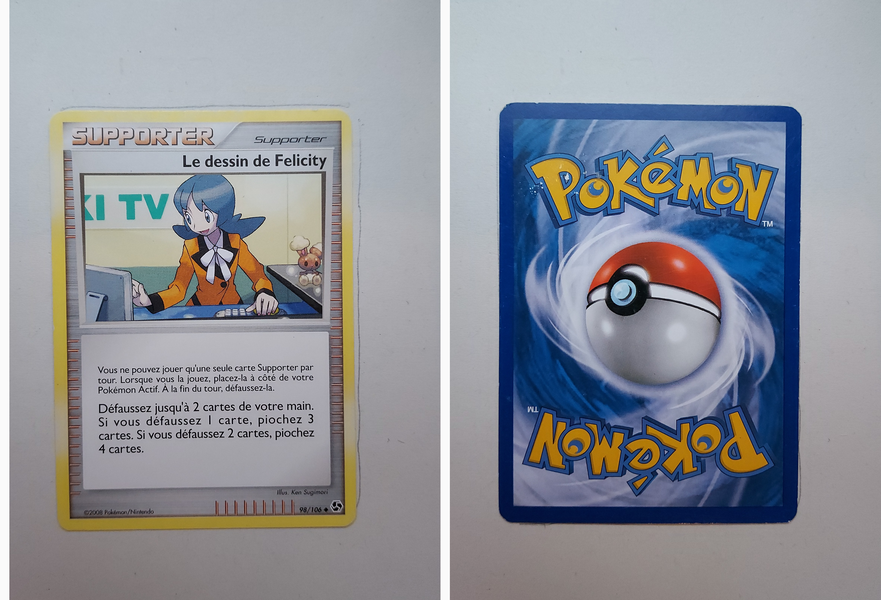 SUPPORTER
Supporter
Le dessin de Felicity
KI TV
Vous ne pouvez jouer qu'une seule carte Supporter par
tour. Lorsque vous la jouez, placez-la à côté de votre
Pokémon Actif. À la fin du tour, défaussez-la.
Défaussez jusqu'à 2 cartes de votre main.
Si vous défaussez 1 carte, piochez 3
cartes. Si vous défaussez 2 cartes, piochez
4 cartes.
Illus. Ken Sugimori
©2008 Pokémon/Nintendo
98/106
POKéMON
TM
TM
POKéMON